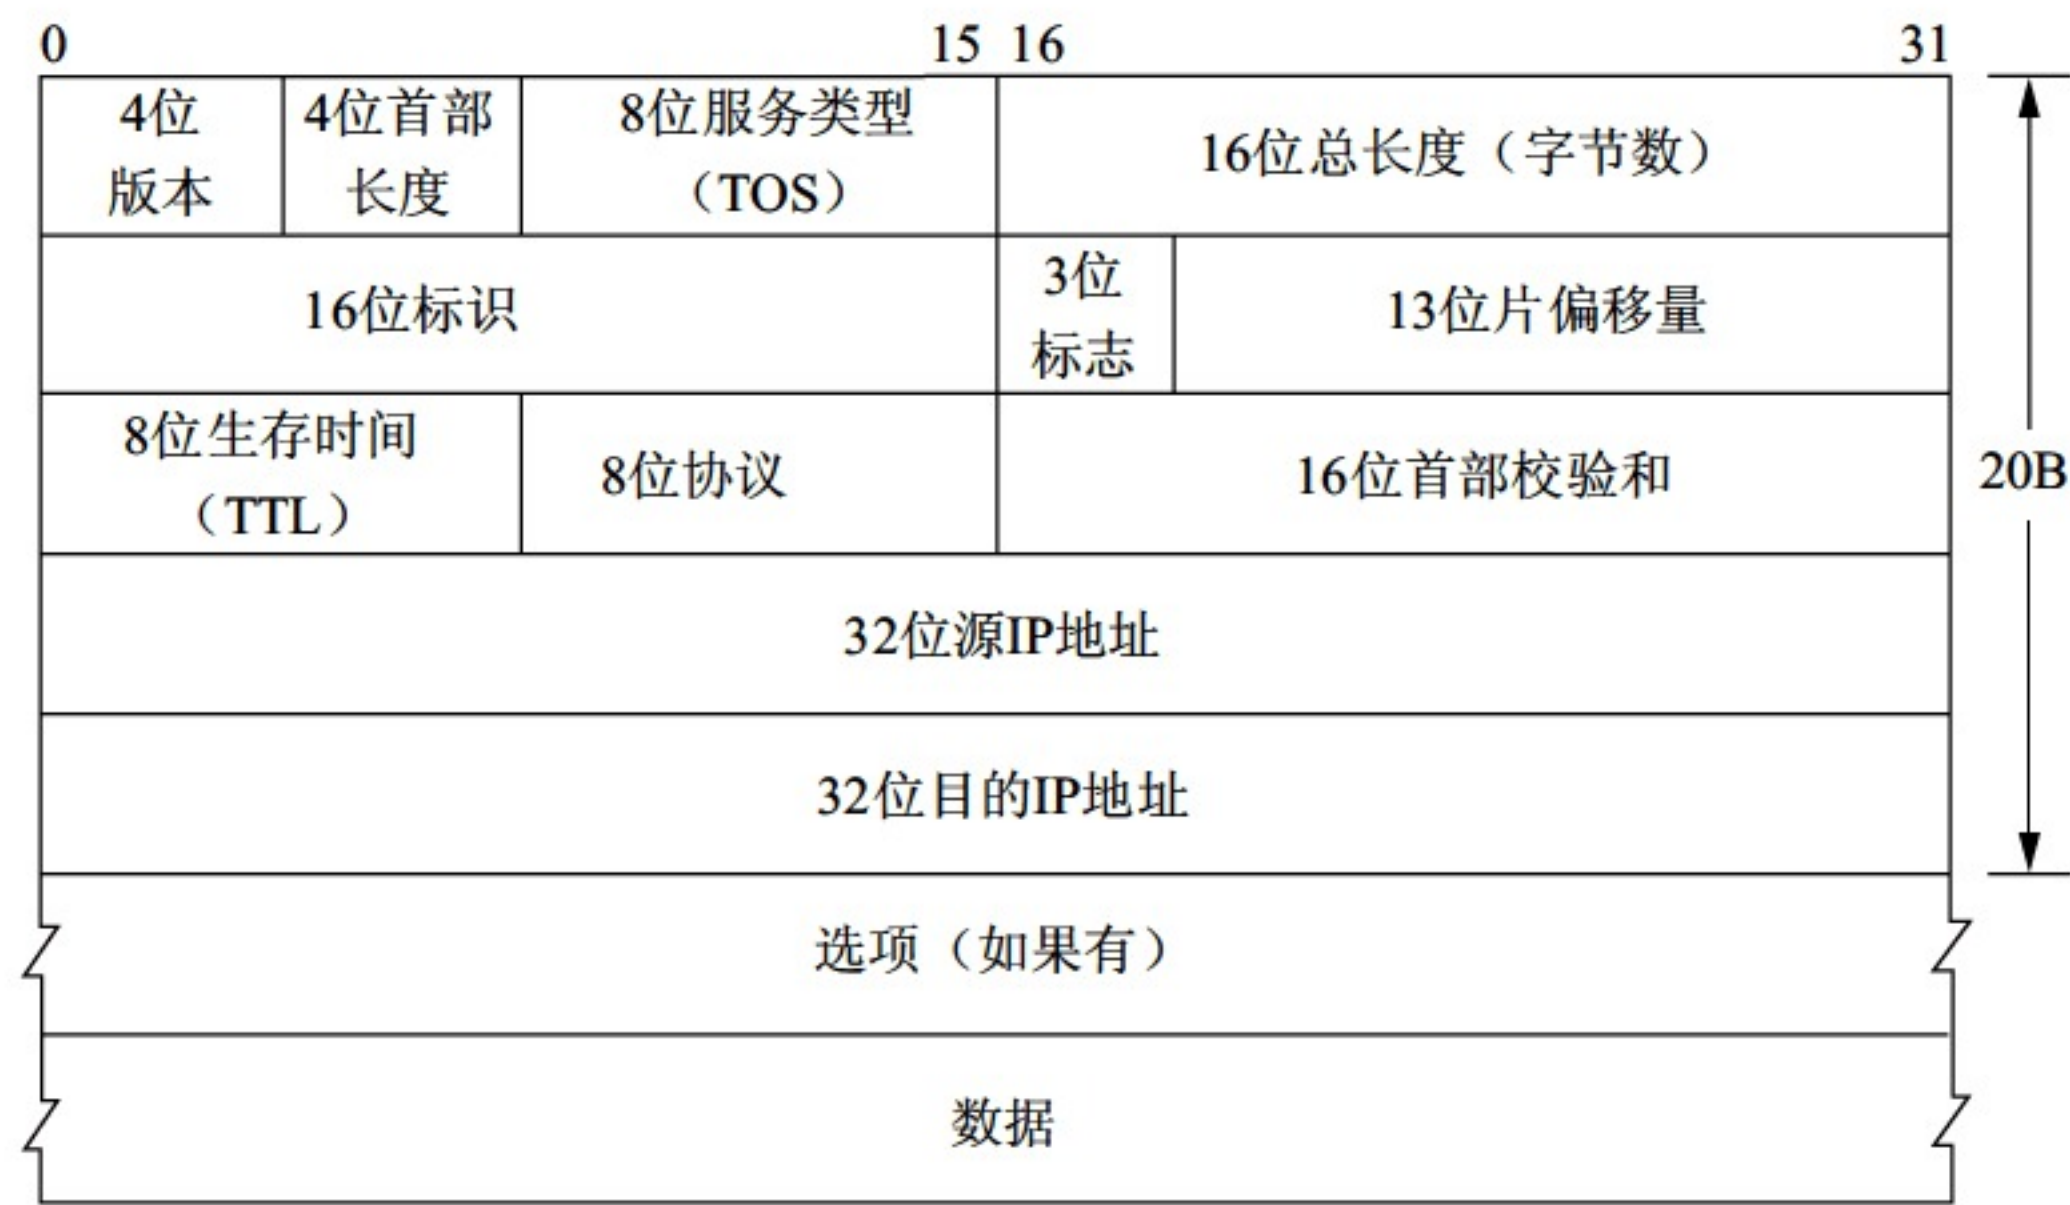 0
15 16
31
4位
版本
4位首部
长度
8位服务类型
（TOS）
16位总长度（字节数）
16位标识
3位
标志
13位片偏移量
8位生存时间
（TTL）
8位协议
16位首部校验和
20B
32位源IP地址
32位目的IP地址
选项（如果有）
数据